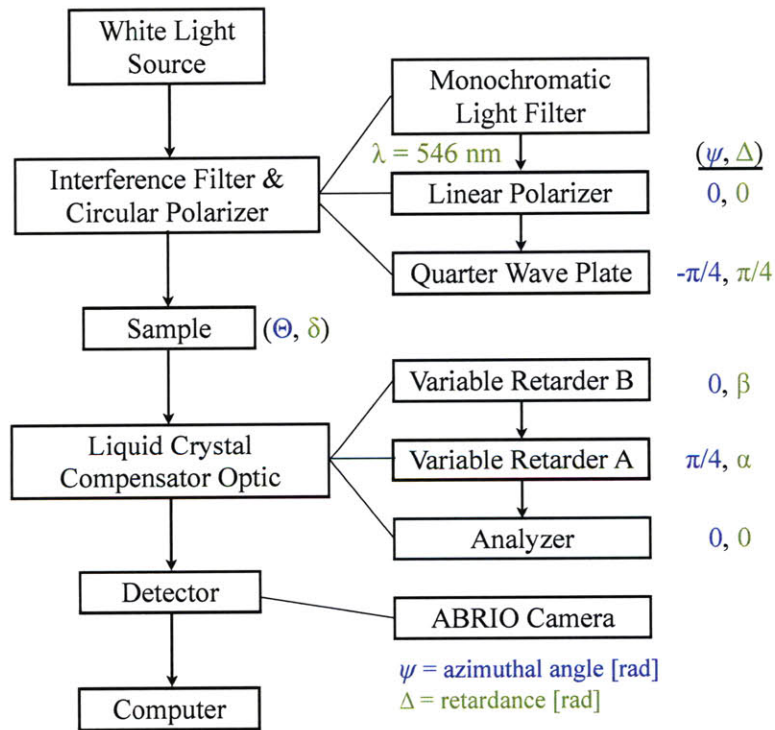 White Light
Source
Interference Filter &
Circular Polarizer
Sample
(Θ, δ)
Liquid Crystal
Compensator Optic
Detector
Computer
Monochromatic
Light Filter
λ = 546 nm
(ψ, Δ)
Linear Polarizer
0, 0
Quarter Wave Plate
-π/4, π/4
Variable Retarder B
0, β
Variable Retarder A
π/4, α
Analyzer
0, 0
ABRIO Camera
ψ = azimuthal angle [rad]
Δ = retardance [rad]